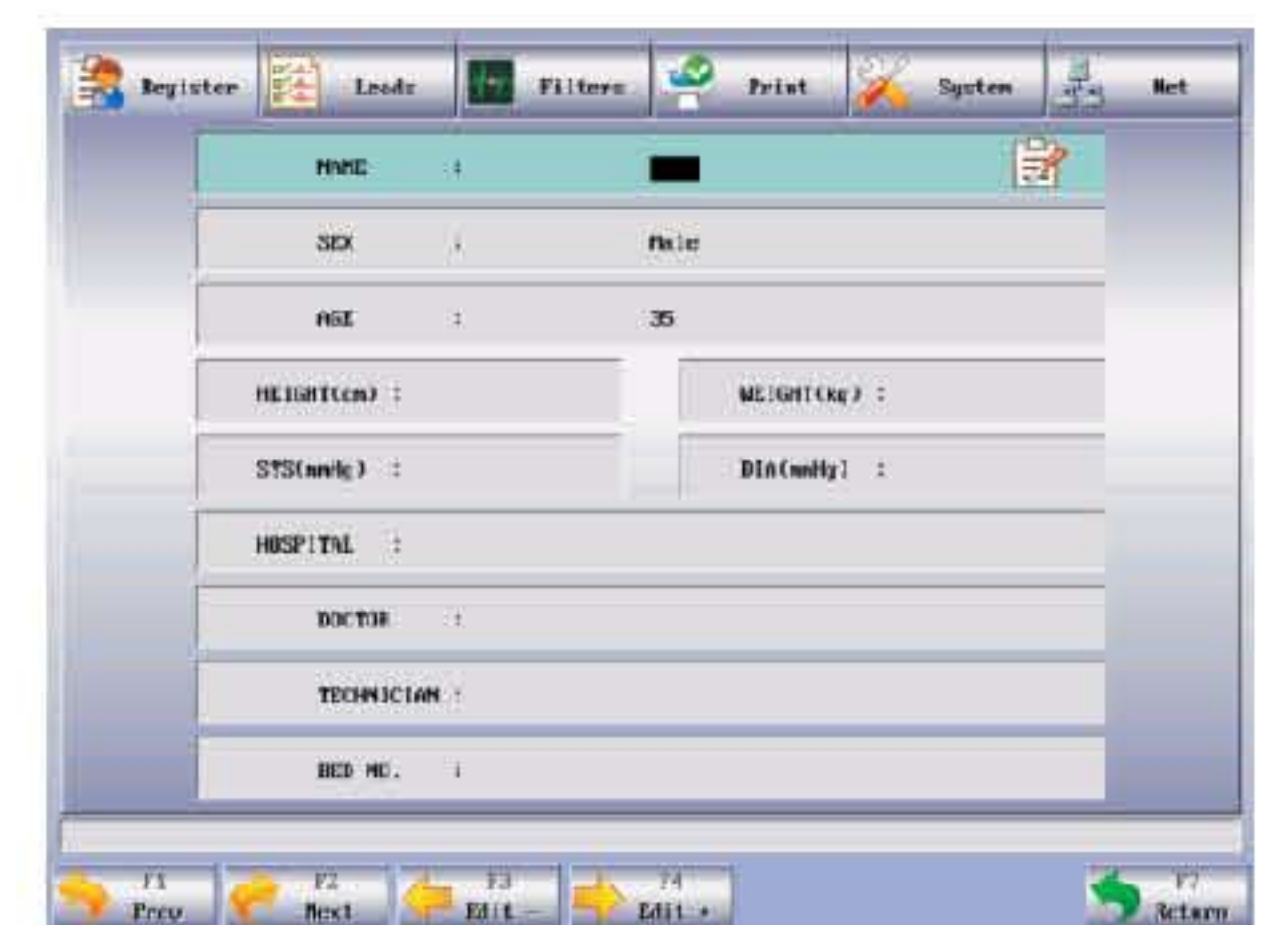 Register Leads Filters Print System Net
NAME :
SEX : Male
AGE : 35
HEIGHT(cm) : WEIGHT(kg) :
SYS(mmHg) : DIA(mmHg) :
HOSPITAL :
DOCTOR :
TECHNICIAN :
BED NO. :
F1 F2 F3 F4 F7
Prev Next Edit - Edit + Return